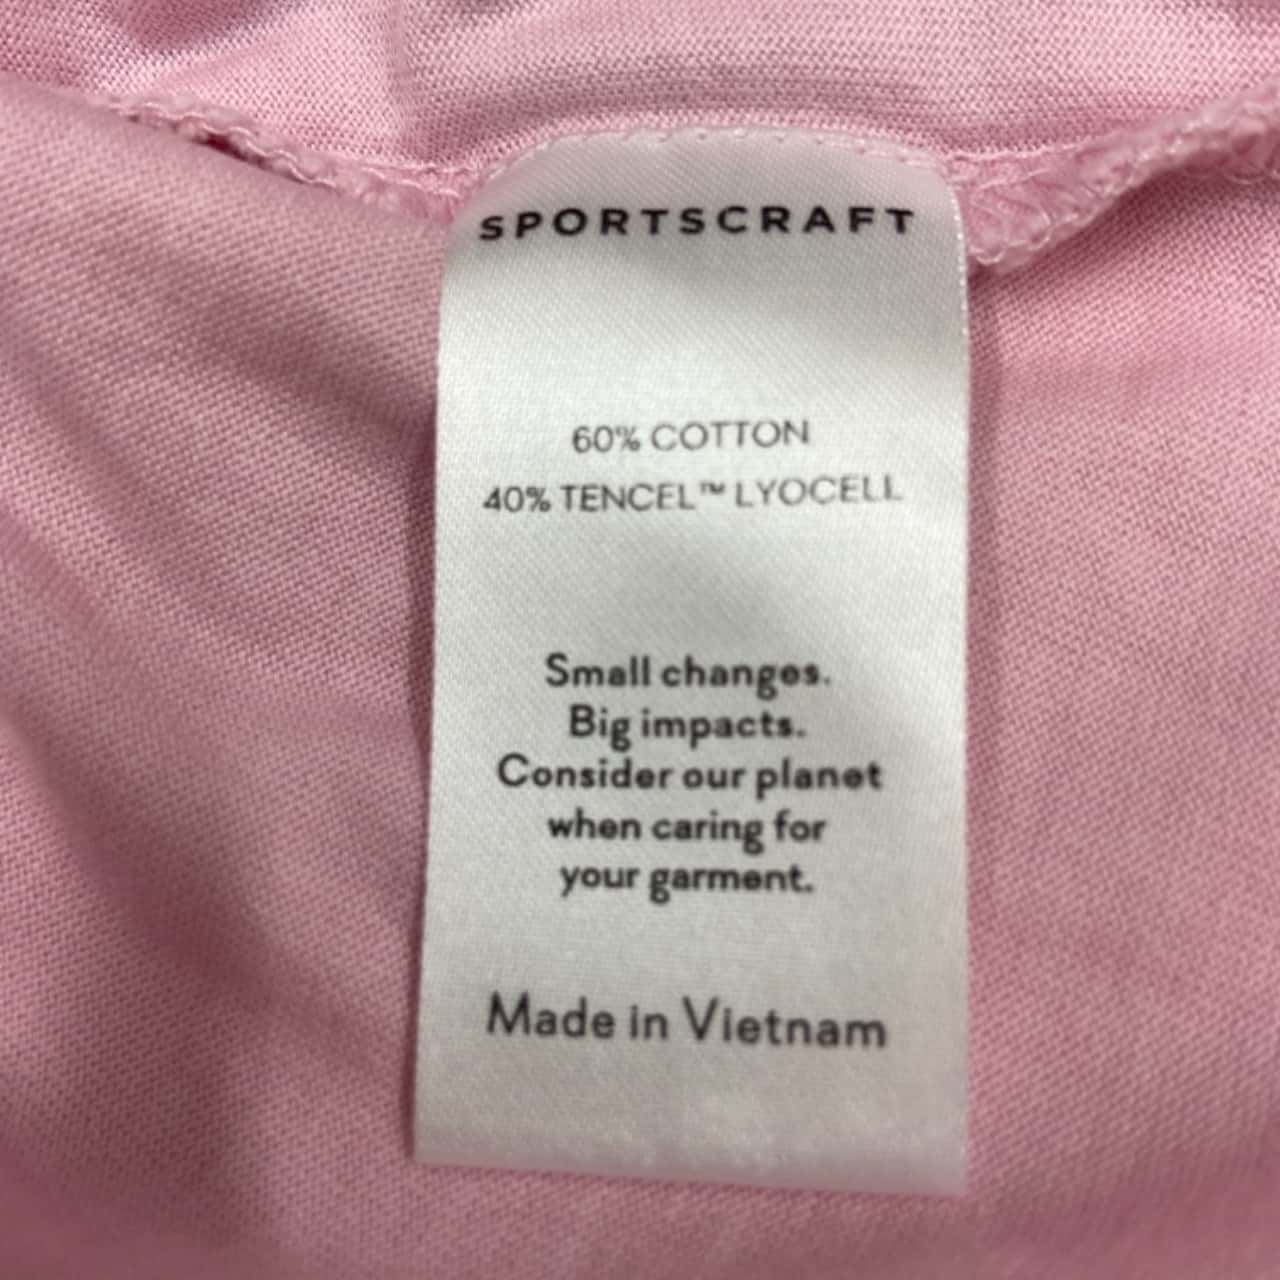 SPORTSCRAFT
60% COTTON
40% TENCEL™ LYOCELL
Small changes.
Big impacts.
Consider our planet
when caring for
your garment.
Made in Vietnam